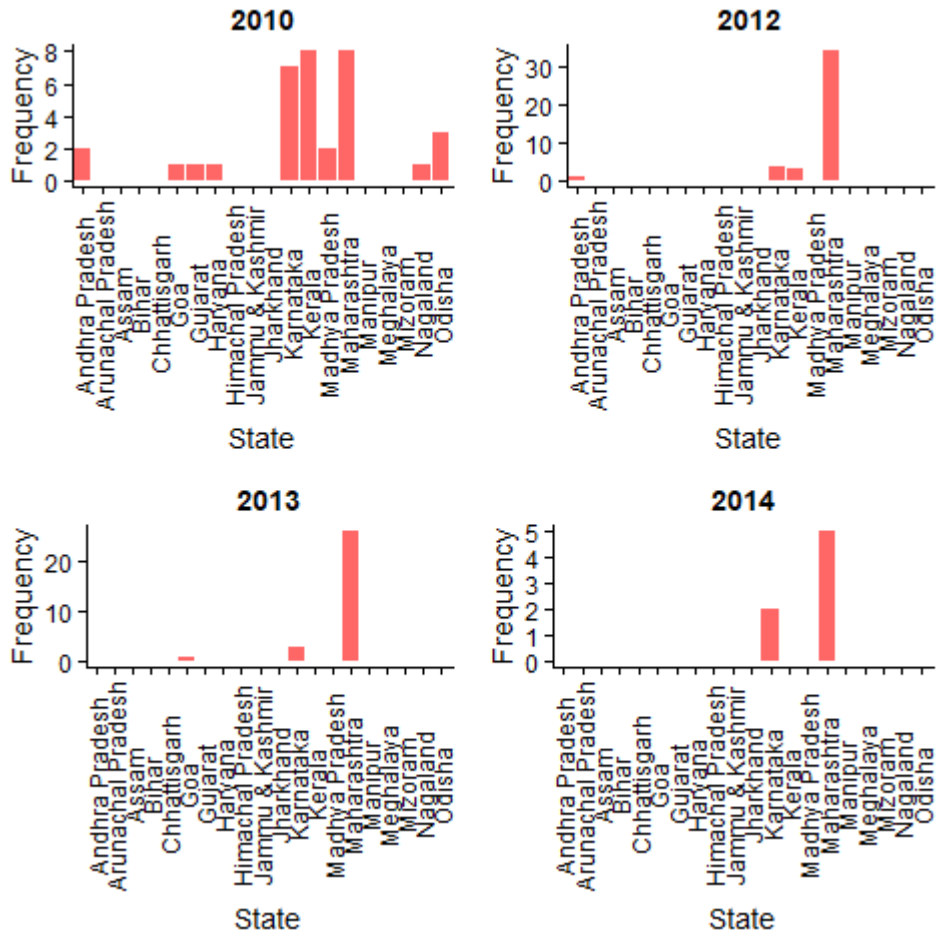 2010
Frequency
8
6
4
2
0
Andhra Pradesh
Arunachal Pradesh
Assam
Bihar
Chhattisgarh
Goa
Gujarat
Haryana
Himachal Pradesh
Jammu & Kashmir
Jharkhand
Karnataka
Kerala
Madhya Pradesh
Maharashtra
Manipur
Meghalaya
Mizoram
Nagaland
Odisha
State
2012
Frequency
30
20
10
0
Andhra Pradesh
Arunachal Pradesh
Assam
Bihar
Chhattisgarh
Goa
Gujarat
Haryana
Himachal Pradesh
Jammu & Kashmir
Jharkhand
Karnataka
Kerala
Madhya Pradesh
Maharashtra
Manipur
Meghalaya
Mizoram
Nagaland
Odisha
State
2013
Frequency
20
10
0
Andhra Pradesh
Arunachal Pradesh
Assam
Bihar
Chhattisgarh
Goa
Gujarat
Haryana
Himachal Pradesh
Jammu & Kashmir
Jharkhand
Karnataka
Kerala
Madhya Pradesh
Maharashtra
Manipur
Meghalaya
Mizoram
Nagaland
Odisha
State
2014
Frequency
5
4
3
2
1
0
Andhra Pradesh
Arunachal Pradesh
Assam
Bihar
Chhattisgarh
Goa
Gujarat
Haryana
Himachal Pradesh
Jammu & Kashmir
Jharkhand
Karnataka
Kerala
Madhya Pradesh
Maharashtra
Manipur
Meghalaya
Mizoram
Nagaland
Odisha
State